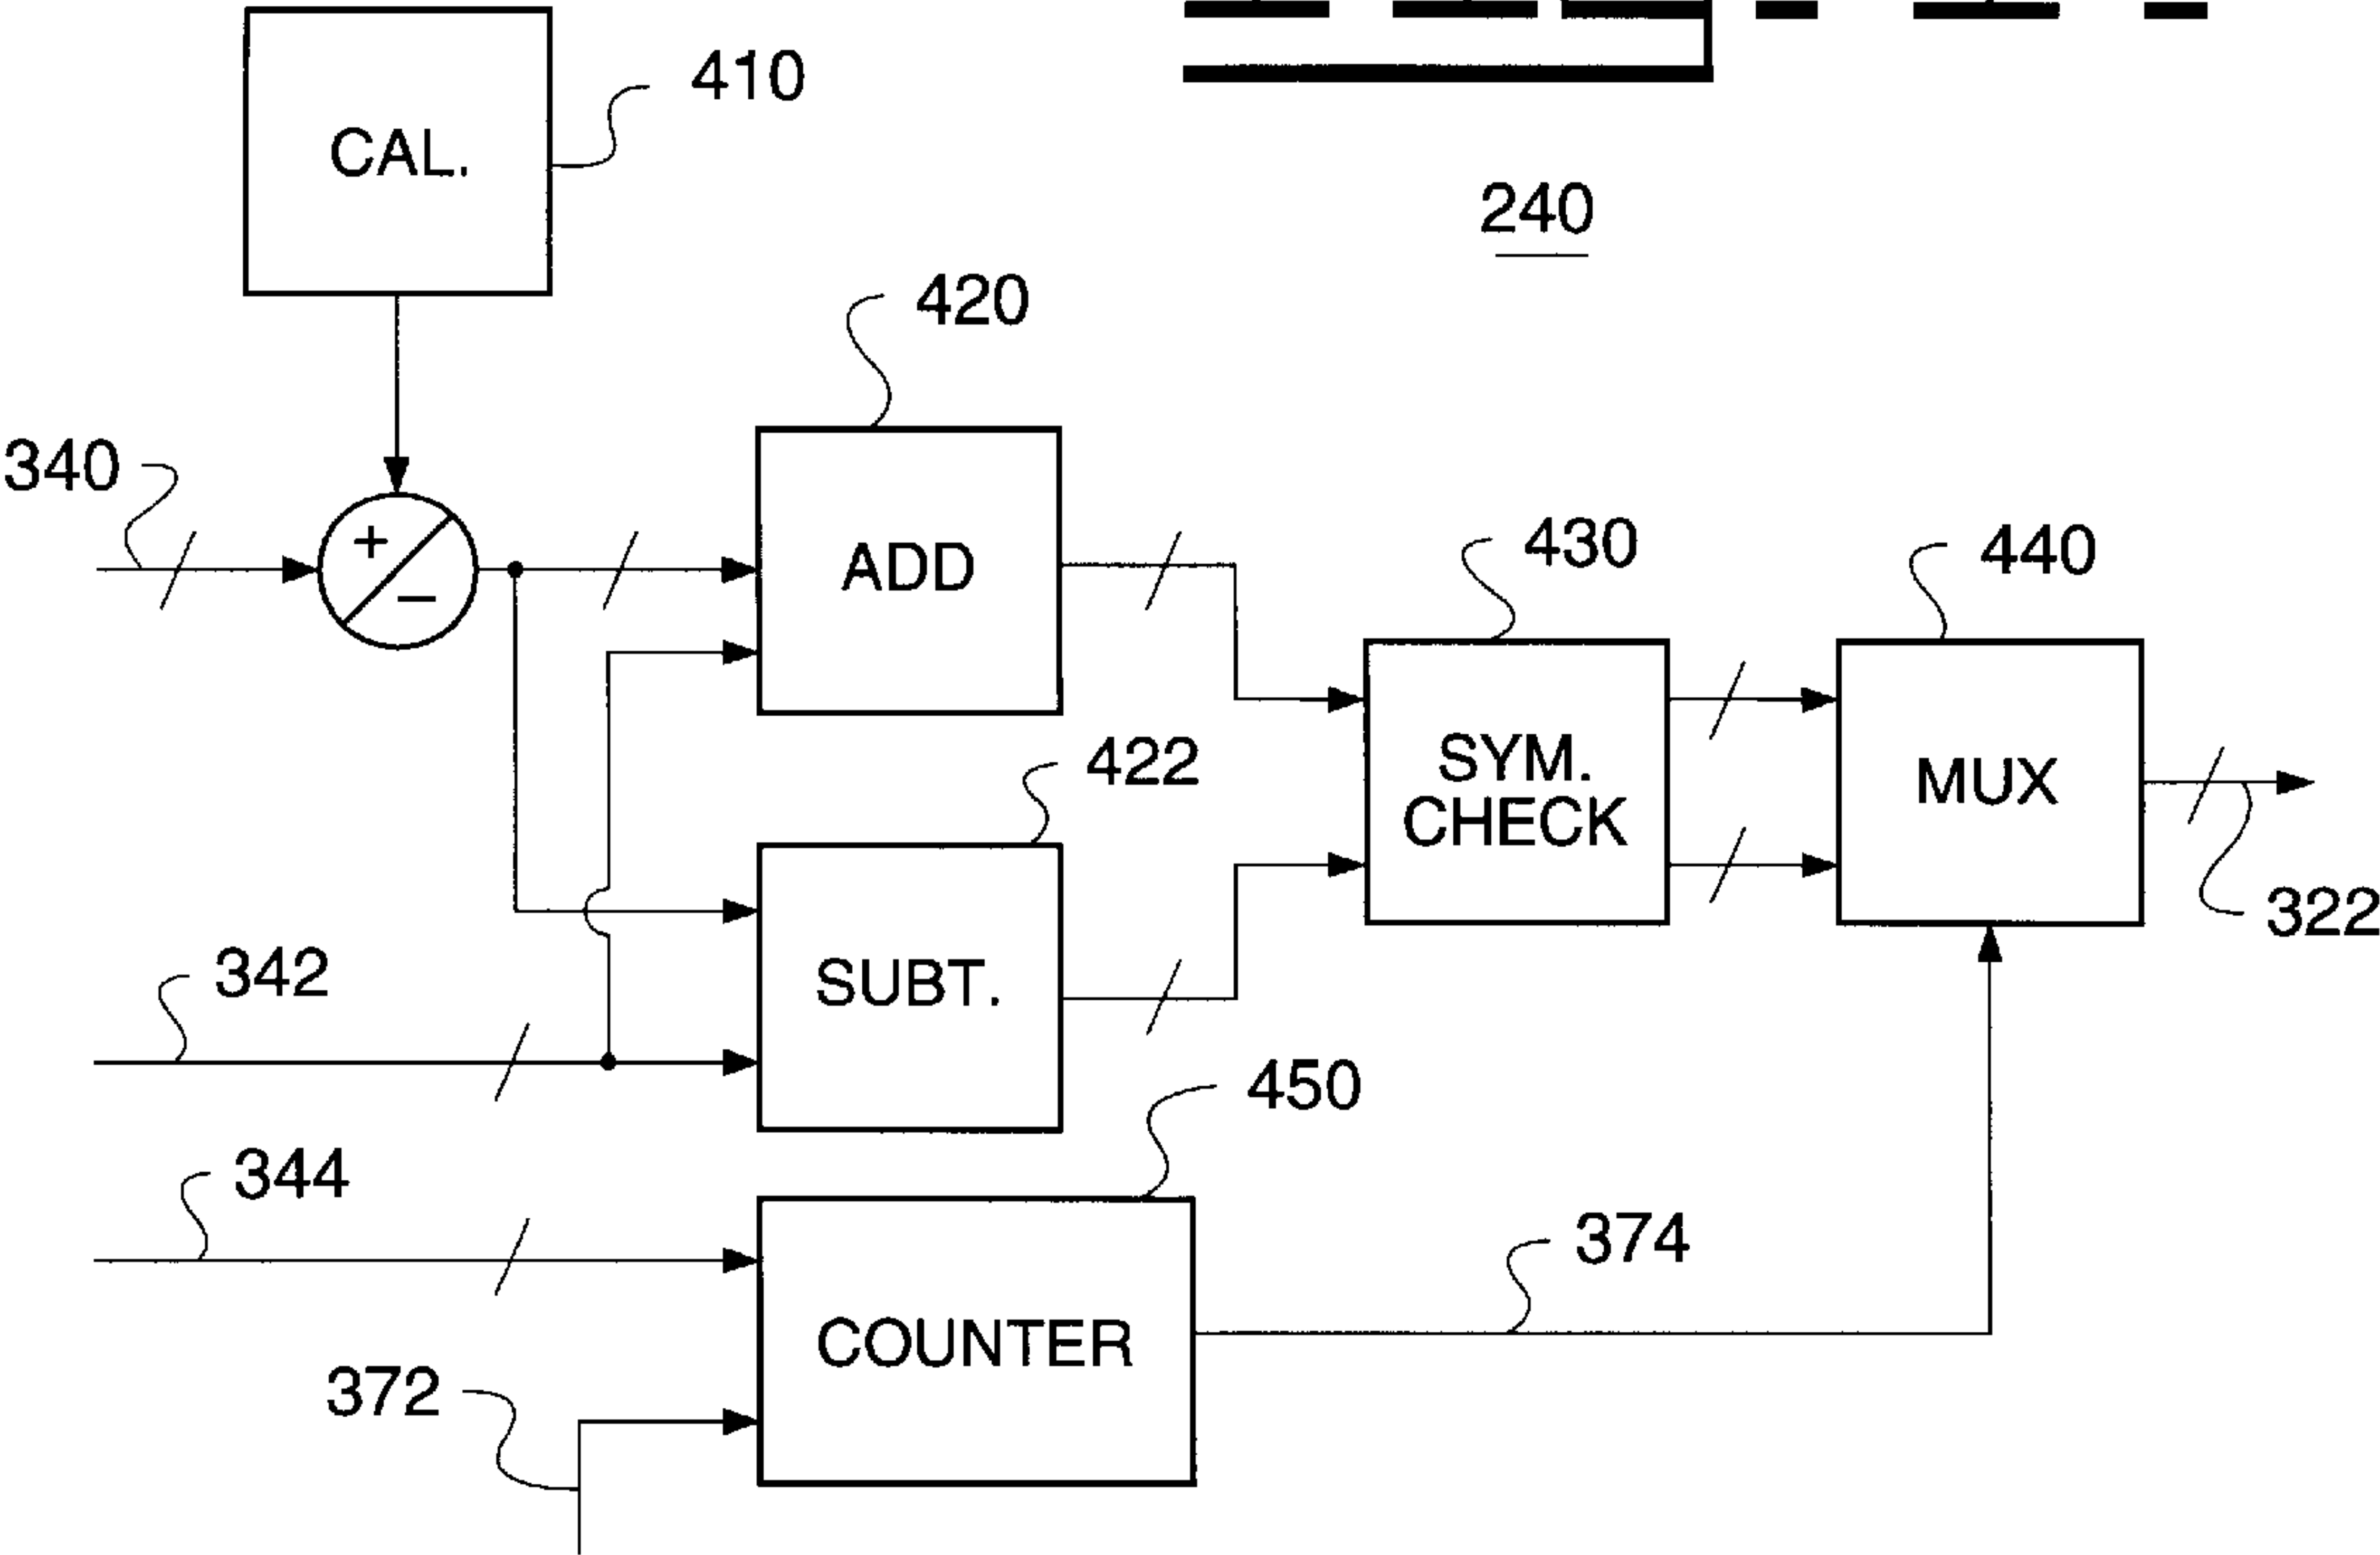 410
CAL.
240
420
340
+
−
ADD
430
440
422
SYM.
CHECK
MUX
322
342
SUBT.
450
344
374
COUNTER
372